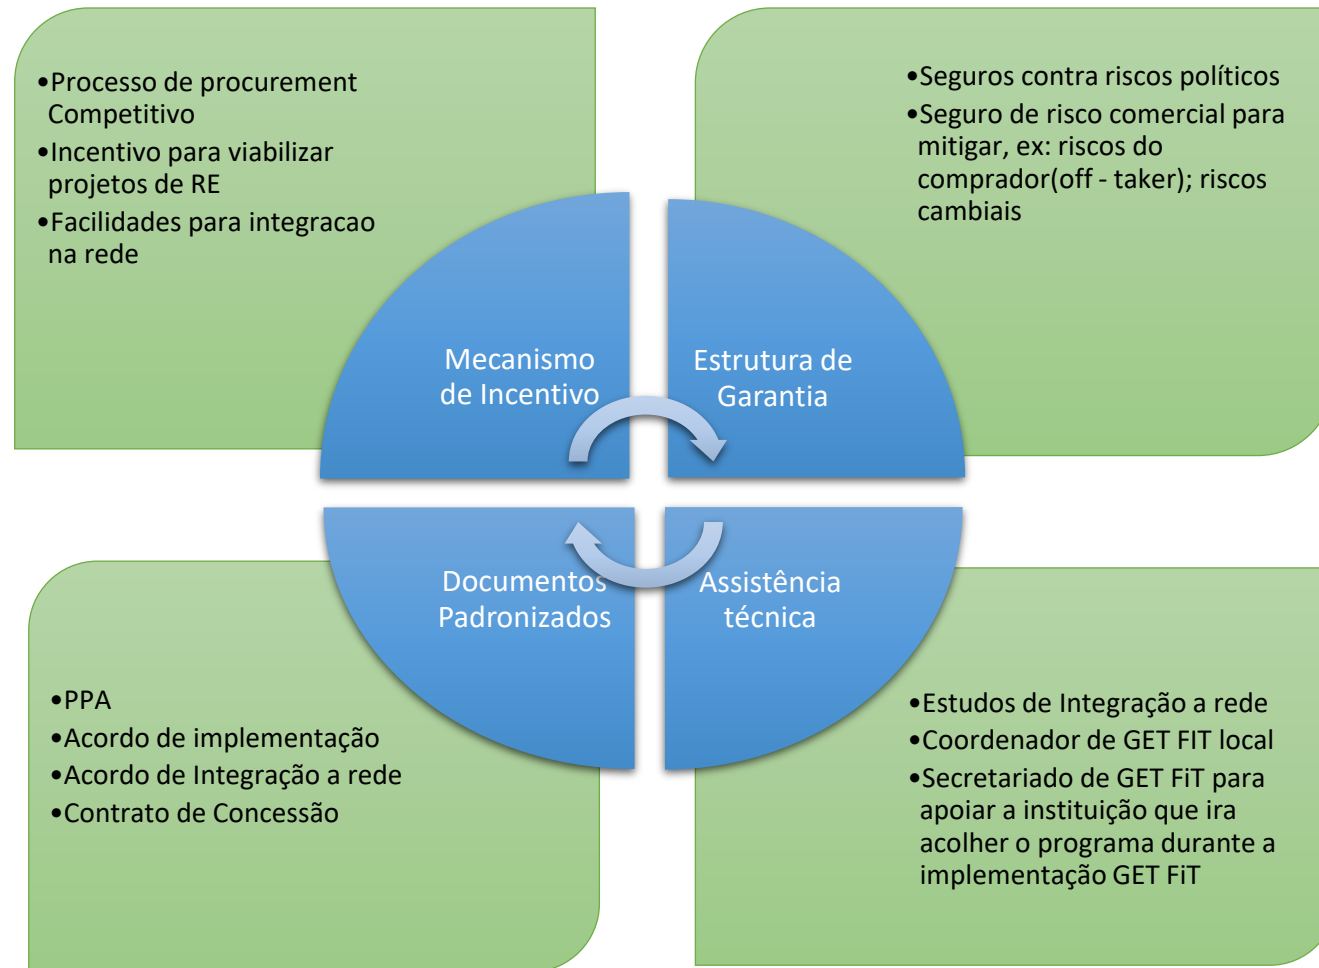 •Processo de procurement
Competitivo
•Incentivo para viabilizar
projetos de RE
•Facilidades para integracao
na rede
•Seguros contra riscos políticos
•Seguro de risco comercial para
mitigar, ex: riscos do
comprador(off - taker); riscos
cambiais
Mecanismo
de Incentivo
Estrutura de
Garantia
Documentos
Padronizados
Assistência
técnica
•PPA
•Acordo de implementação
•Acordo de Integração a rede
•Contrato de Concessão
•Estudos de Integração a rede
•Coordenador de GET FIT local
•Secretariado de GET FiT para
apoiar a instituição que ira
acolher o programa durante a
implementação GET FiT